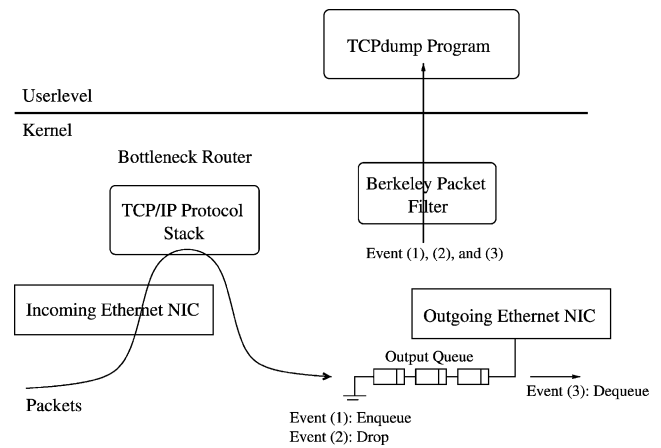 TCPdump Program
Userlevel
Kernel
Bottleneck Router
Berkeley Packet
Filter
TCP/IP Protocol
Stack
Event (1), (2), and (3)
Incoming Ethernet NIC
Outgoing Ethernet NIC
Output Queue
Event (3): Dequeue
Packets
Event (1): Enqueue
Event (2): Drop